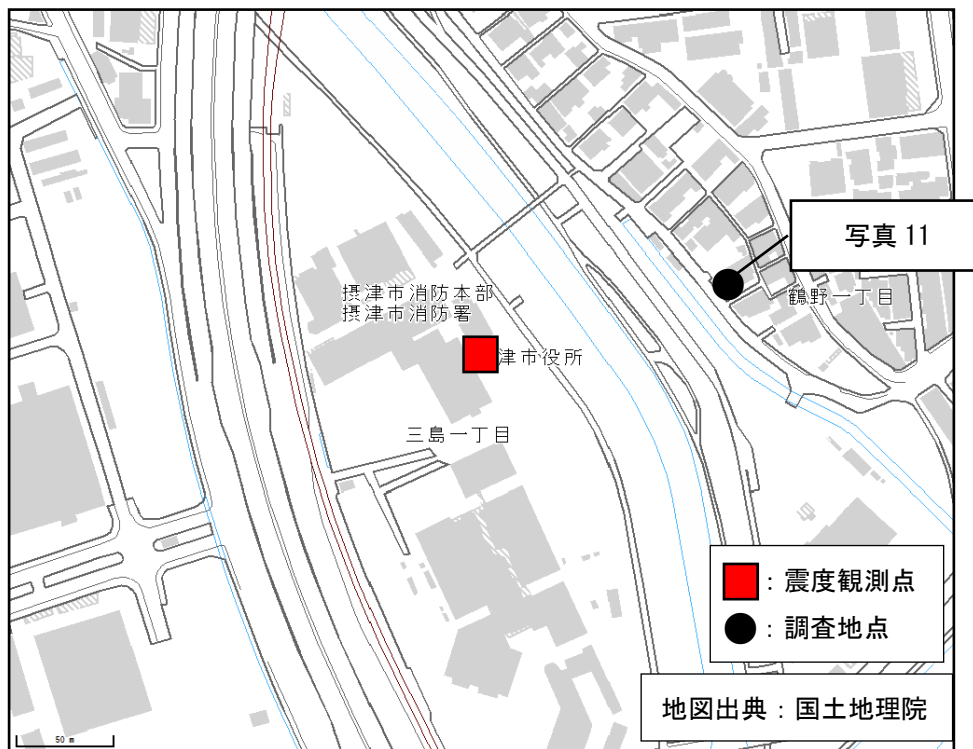 写真 11
摂津市消防本部
摂津市消防署
鶴野一丁目
津市役所
三島一丁目
：震度観測点
：調査地点
地図出典：国土地理院
50 m